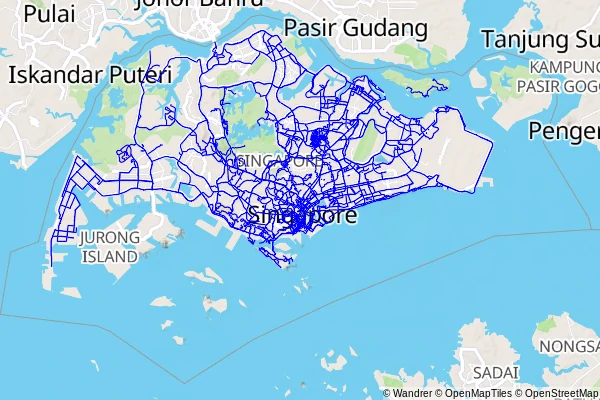 Pulai
Johor Bahru
Pasir Gudang
Tanjung Su
Iskandar Puteri
KAMPUNG
PASIR GOGO
Penger
SINGAPORE
Singapore
JURONG
ISLAND
NONGSA
SADAI
BATU
© Wandrer © OpenMapTiles © OpenStreetMap